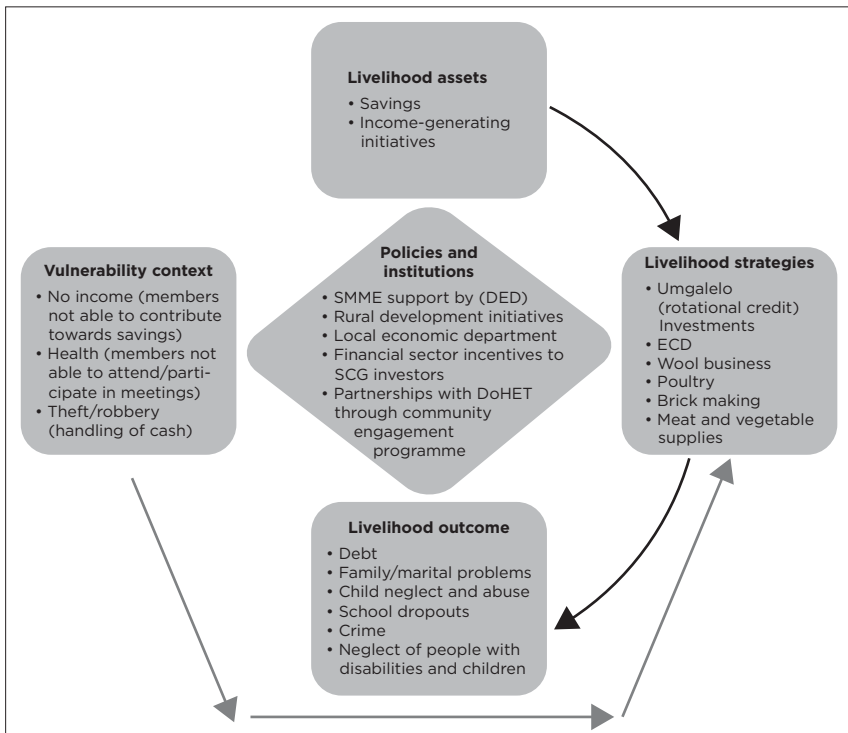 Livelihood assets
• Savings
• Income-generating
initiatives
Vulnerability context
• No income (members
not able to contribute
towards savings)
• Health (members not
able to attend/parti-
cipate in meetings)
• Theft/robbery
(handling of cash)
Policies and
institutions
• SMME support by (DED)
• Rural development initiatives
• Local economic department
• Financial sector incentives to
SCG investors
• Partnerships with DoHET
through community
engagement
programme
Livelihood strategies
• Umgalelo
(rotational credit)
Investments
• ECD
• Wool business
• Poultry
• Brick making
• Meat and vegetable
supplies
Livelihood outcome
• Debt
• Family/marital problems
• Child neglect and abuse
• School dropouts
• Crime
• Neglect of people with
disabilities and children